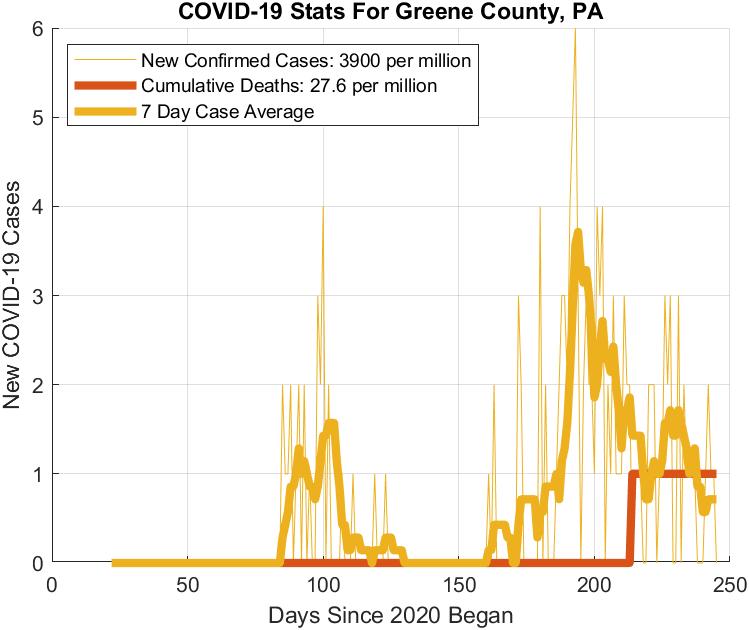 COVID-19 Stats For Greene County, PA
New Confirmed Cases: 3900 per million
Cumulative Deaths: 27.6 per million
7 Day Case Average
New COVID-19 Cases
6
5
4
3
2
1
0
0 50 100 150 200 250
Days Since 2020 Began